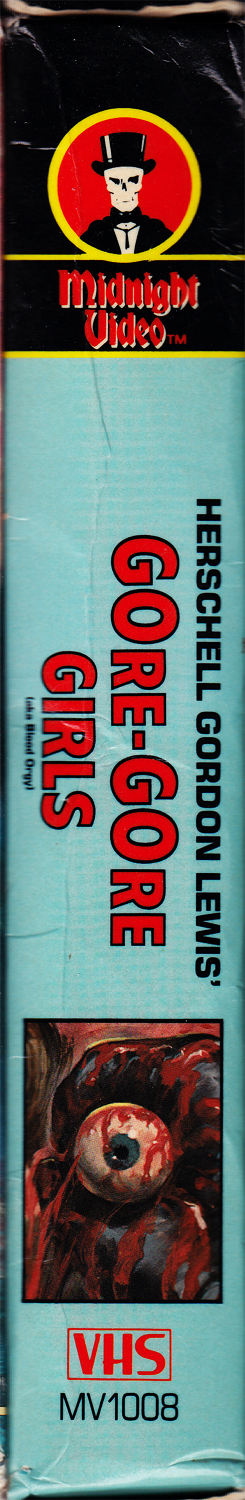 Midnight
Video™
HERSCHELL GORDON LEWIS'
GORE-GORE
GIRLS
(aka Blood Orgy)
VHS
MV1008